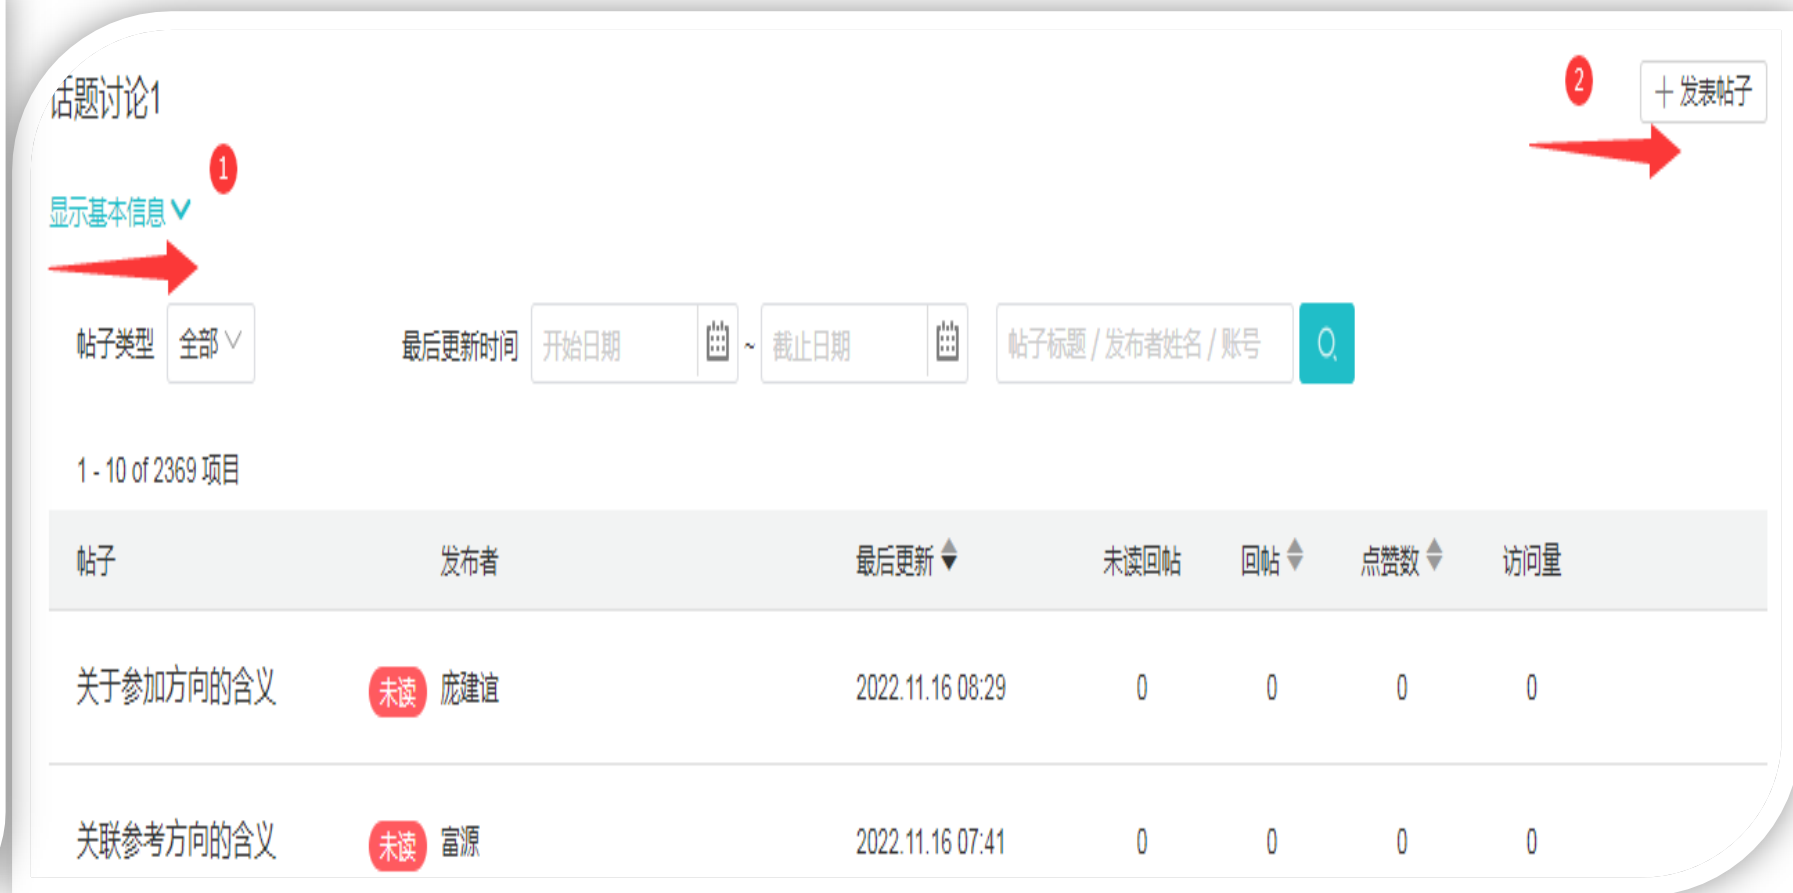 话题讨论1
2
+ 发表帖子
1
显示基本信息
帖子类型 全部 最后更新时间 开始日期 ~ 截止日期 帖子标题 / 发布者姓名 / 账号
1 - 10 of 2369 项目
帖子 发布者 最后更新 未读回帖 回帖 点赞数 访问量
关于参加方向的含义 未读 庞建谊 2022.11.16 08:29 0 0 0 0
关联参考方向的含义 未读 富源 2022.11.16 07:41 0 0 0 0